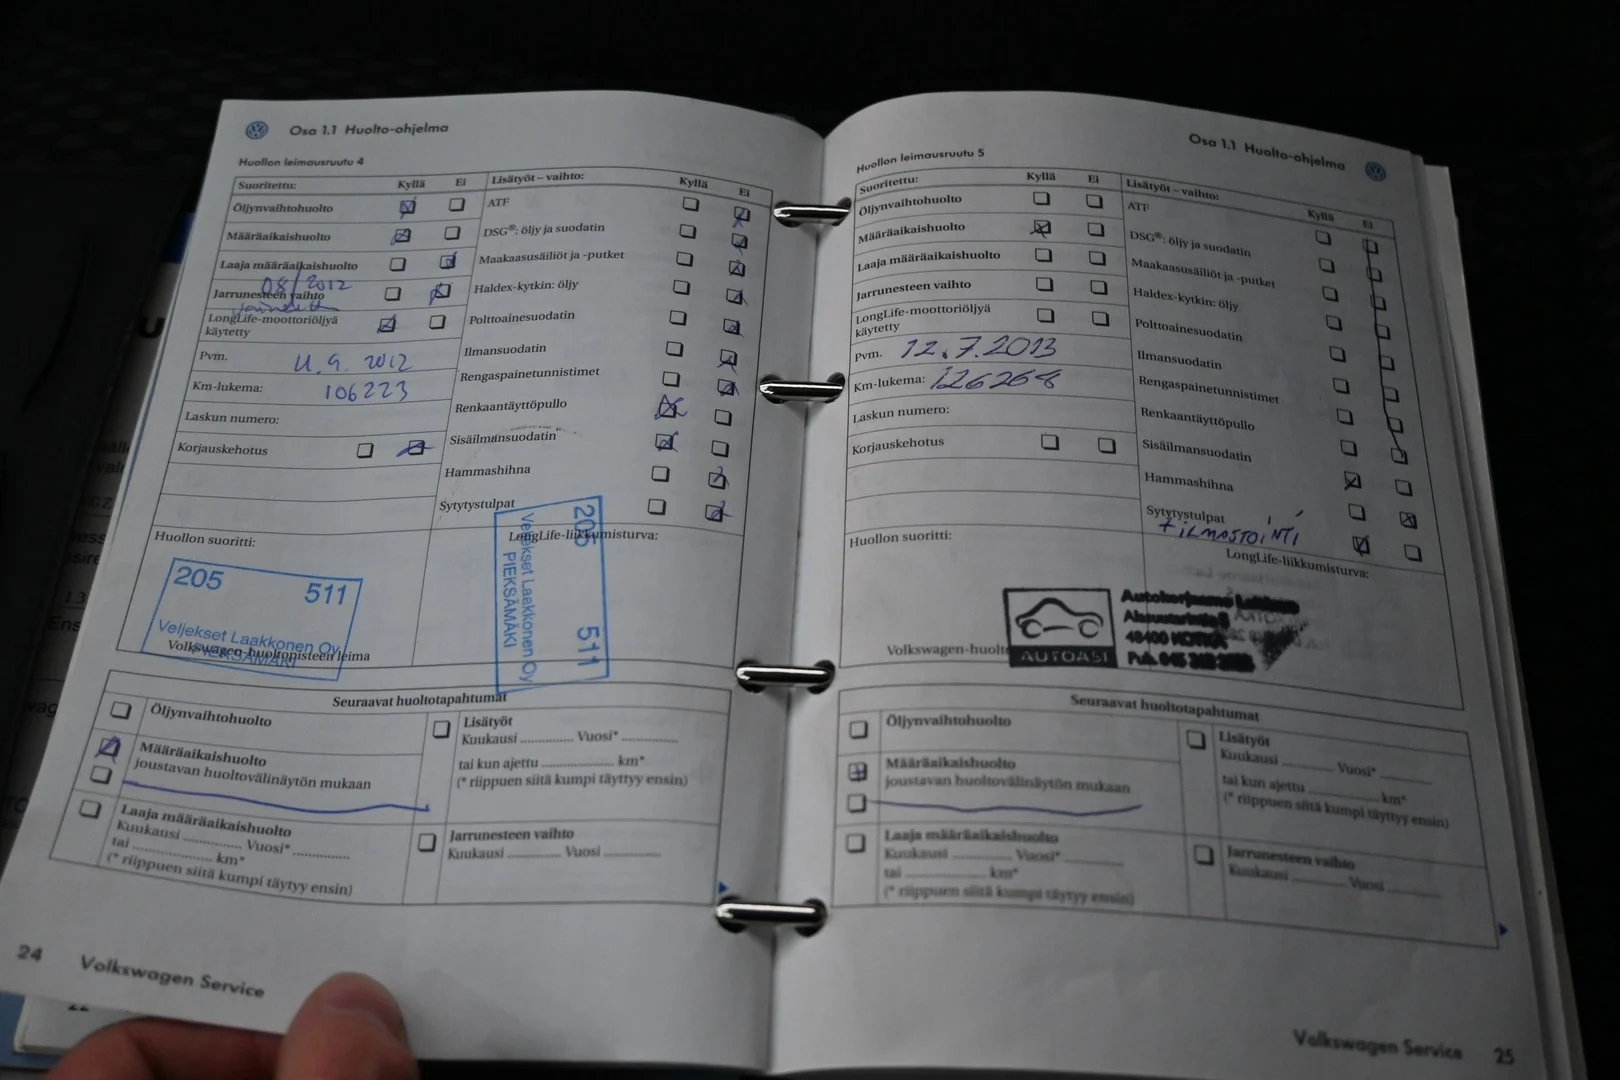 Osa 1.1 Huolto-ohjelma
Huollon leimausruutu 4
Suoritettu: Kyllä Ei
Öljynvaihtohuolto
Määräaikaishuolto
Laaja määräaikaishuolto
08/2012
Jarrunesteen vaihto
LongLife-moottoriöljyä
käytetty
Pvm. 11.9.2012
Km-lukema: 106223
Laskun numero:
Korjauskehotus
Lisätyöt – vaihto: Kyllä Ei
ATF
DSG®: öljy ja suodatin
Maakaasusäiliöt ja -putket
Haldex-kytkin: öljy
Polttoainesuodatin
Ilmansuodatin
Rengaspainetunnistimet
Renkaantäyttöpullo
Sisäilmansuodatin
Hammashihna
Sytytystulpat
Huollon suoritti:
205 511
Veljekset Laakkonen Oy
PIEKSÄMÄKI
Volkswagen-huoltopisteen leima
LongLife-liikkumisturva:
205 511
Veljekset Laakkonen Oy
PIEKSÄMÄKI
Seuraavat huoltotapahtumat
Öljynvaihtohuolto
Määräaikaishuolto
joustavan huoltovälinäytön mukaan
Laaja määräaikaishuolto
Kuukausi .............. Vuosi* ..............
tai .................... km*
(* riippuen siitä kumpi täytyy ensin)
Lisätyöt
Kuukausi .............. Vuosi* ..............
tai kun ajettu .................. km*
(* riippuen siitä kumpi täyttyy ensin)
Jarrunesteen vaihto
Kuukausi .............. Vuosi ..............
24 Volkswagen Service
Osa 1.1 Huolto-ohjelma
Huollon leimausruutu 5
Suoritettu: Kyllä Ei
Öljynvaihtohuolto
Määräaikaishuolto
Laaja määräaikaishuolto
Jarrunesteen vaihto
LongLife-moottoriöljyä
käytetty
Pvm. 12.7.2013
Km-lukema: 126268
Laskun numero:
Korjauskehotus
Lisätyöt – vaihto: Kyllä Ei
ATF
DSG®: öljy ja suodatin
Maakaasusäiliöt ja -putket
Haldex-kytkin: öljy
Polttoainesuodatin
Ilmansuodatin
Rengaspainetunnistimet
Renkaantäyttöpullo
Sisäilmansuodatin
Hammashihna
Sytytystulpat
+ ILMASTOINTI
Huollon suoritti:
LongLife-liikkumisturva:
Volkswagen-huolt
AUTOASI
Autokorjaamo
48400 KOTKA
Seuraavat huoltotapahtumat
Öljynvaihtohuolto
Määräaikaishuolto
joustavan huoltovälinäytön mukaan
Laaja määräaikaishuolto
Kuukausi .............. Vuosi* ..............
tai .................... km*
(* riippuen siitä kumpi täytyy ensin)
Lisätyöt
Kuukausi .............. Vuosi* ..............
tai kun ajettu .................. km*
(* riippuen siitä kumpi täyttyy ensin)
Jarrunesteen vaihto
Kuukausi .............. Vuosi ..............
Volkswagen Service 25